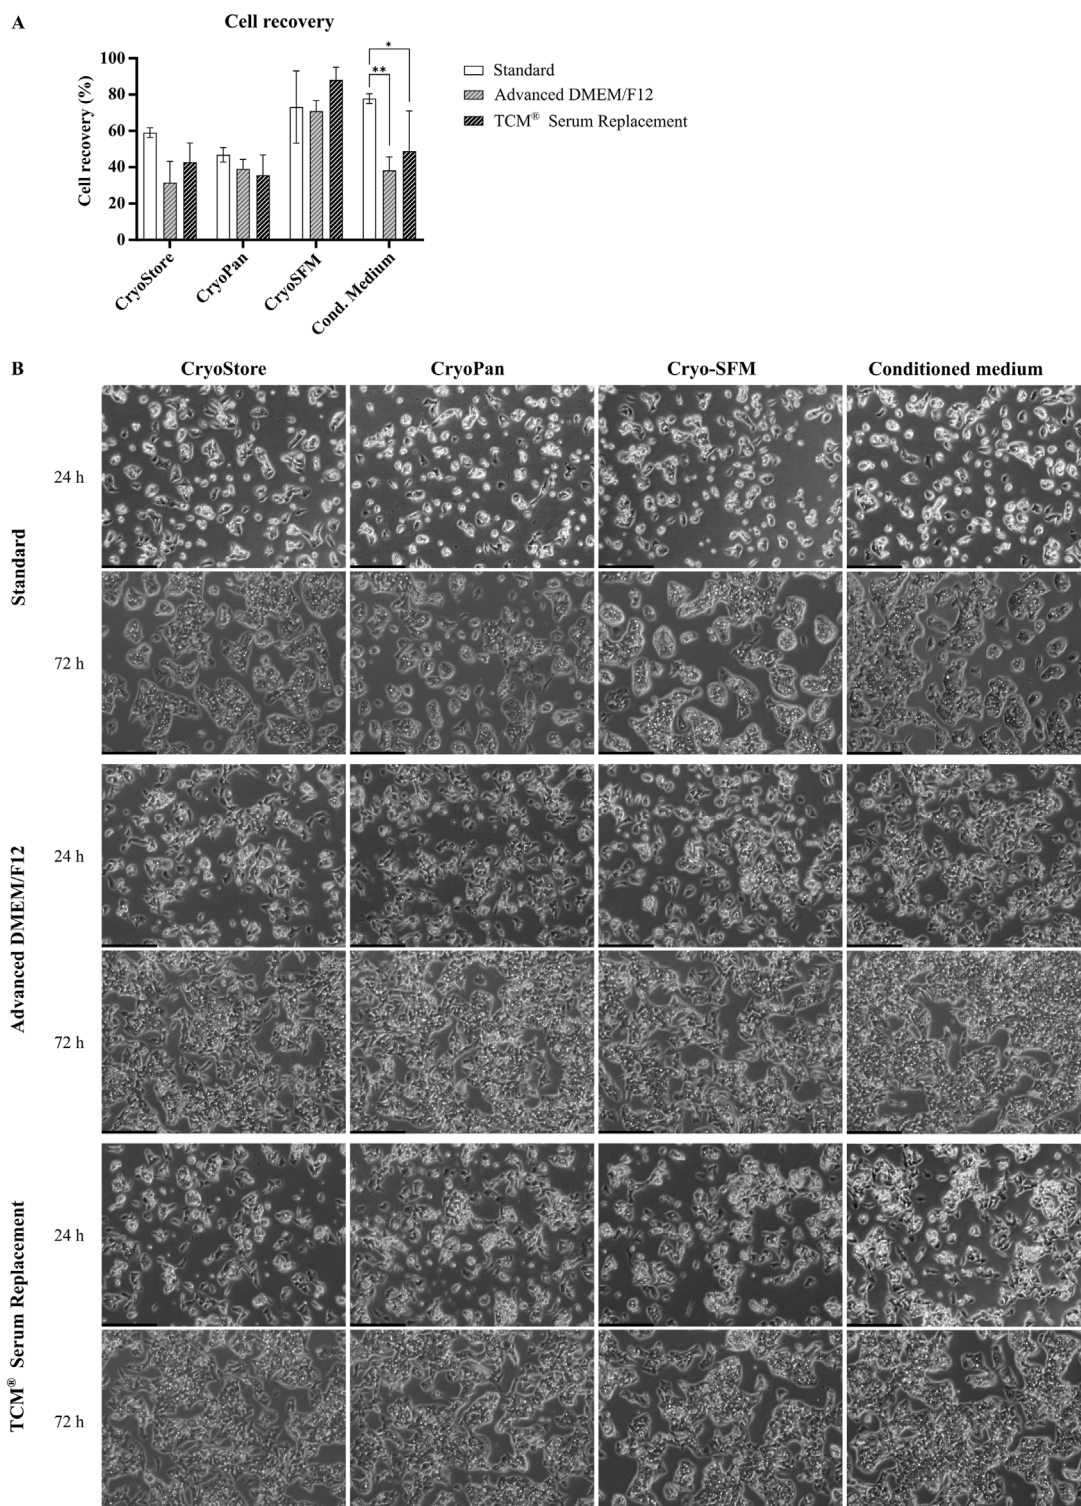 A
Cell recovery
Cell recovery (%)
100
80
60
40
20
0
*
**
Standard
Advanced DMEM/F12
TCM® Serum Replacement
CryoStore
CryoPan
CryoSFM
Cond. Medium
B
CryoStore CryoPan Cryo-SFM Conditioned medium
Standard
24 h
72 h
Advanced DMEM/F12
24 h
72 h
TCM® Serum Replacement
24 h
72 h